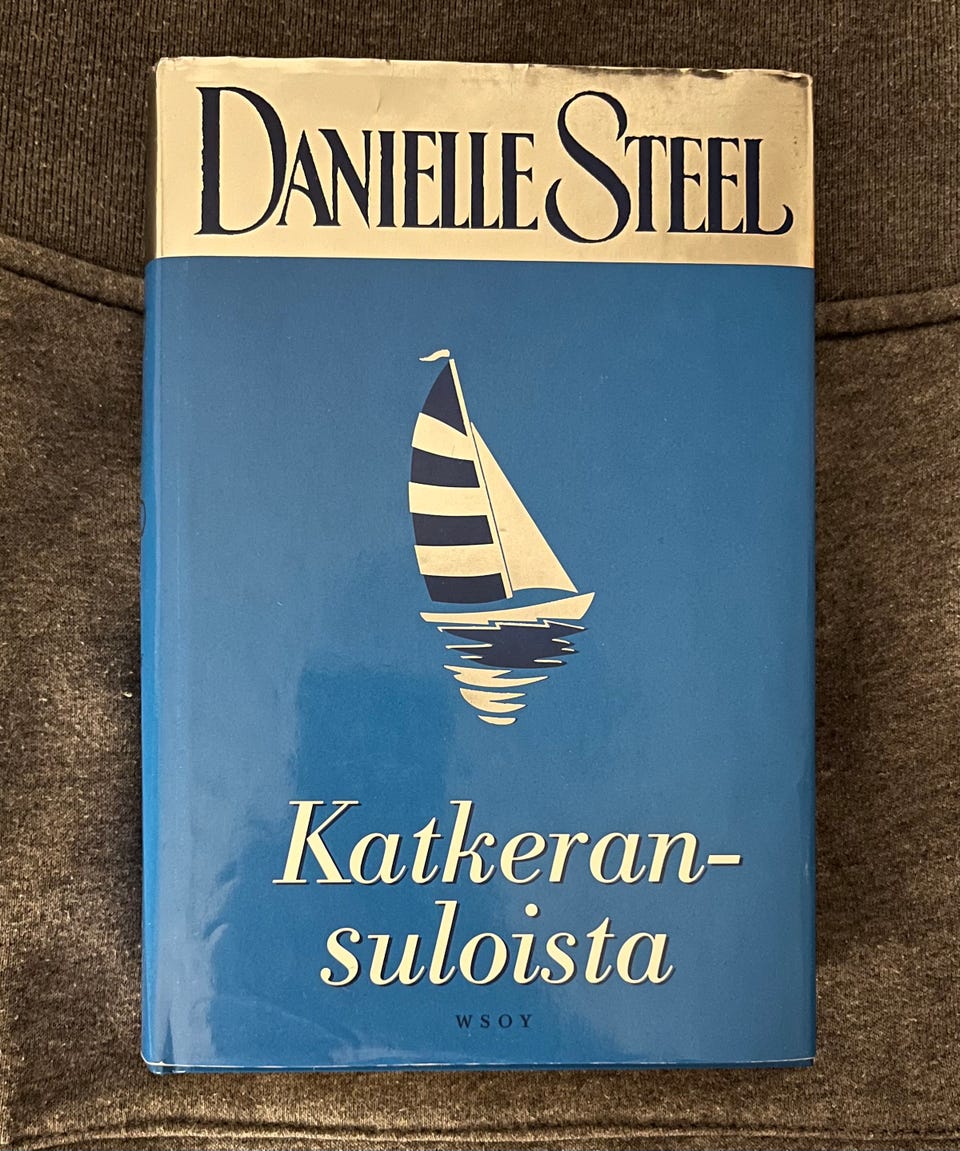 DANIELLE STEEL
Katkeran-
suloista
WSOY